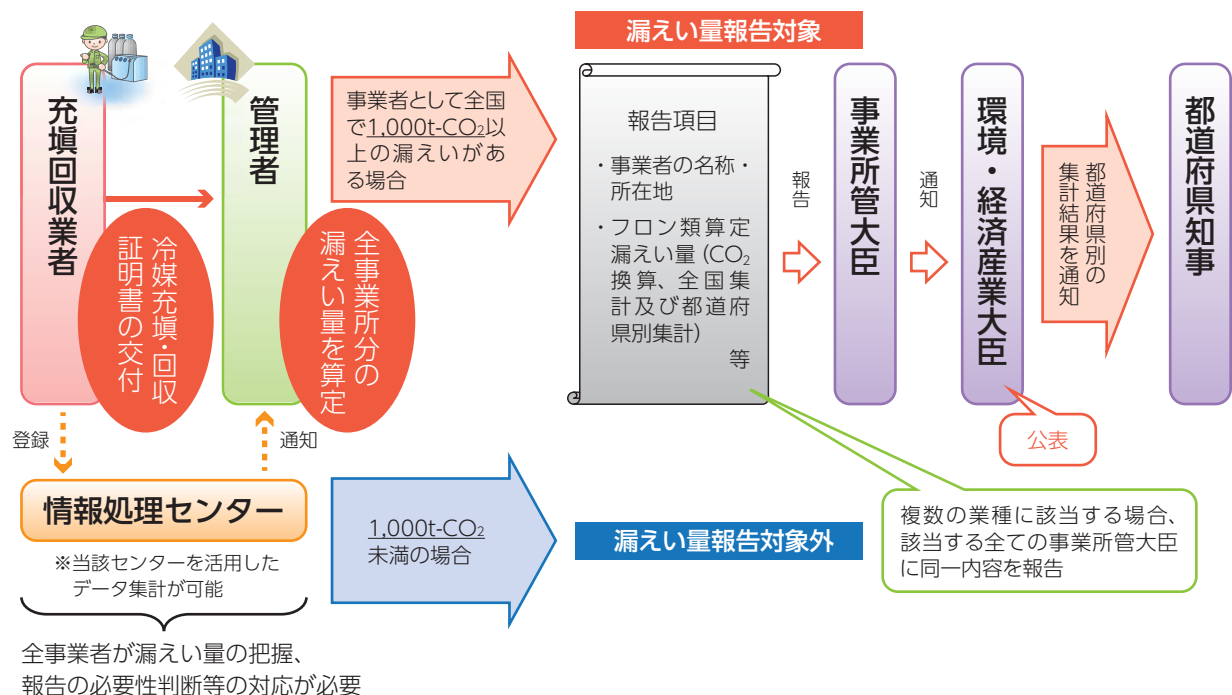 充塡回収業者
管理者
冷媒充塡・回収
証明書の交付
全事業所分の
漏えい量を算定
登録
通知
情報処理センター
※当該センターを活用した
データ集計が可能
全事業者が漏えい量の把握、
報告の必要性判断等の対応が必要
事業者として全国
で1,000t-CO₂以
上の漏えいがあ
る場合
漏えい量報告対象
報告項目
・事業者の名称・
所在地
・フロン類算定
漏えい量（CO₂
換算、全国集
計及び都道府
県別集計）
等
報告
事業所管大臣
通知
環境・経済産業大臣
公表
都道府県別の
集計結果を通知
都道府県知事
1,000t-CO₂
未満の場合
漏えい量報告対象外
複数の業種に該当する場合、
該当する全ての事業所管大臣
に同一内容を報告